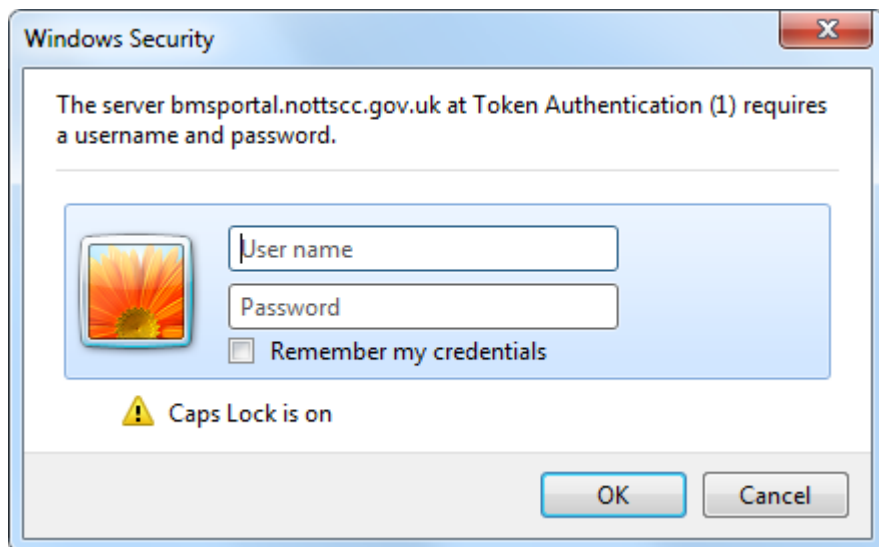 Windows Security
The server bmsportal.nottscc.gov.uk at Token Authentication (1) requires
a username and password.
User name
Password
Remember my credentials
Caps Lock is on
OK
Cancel